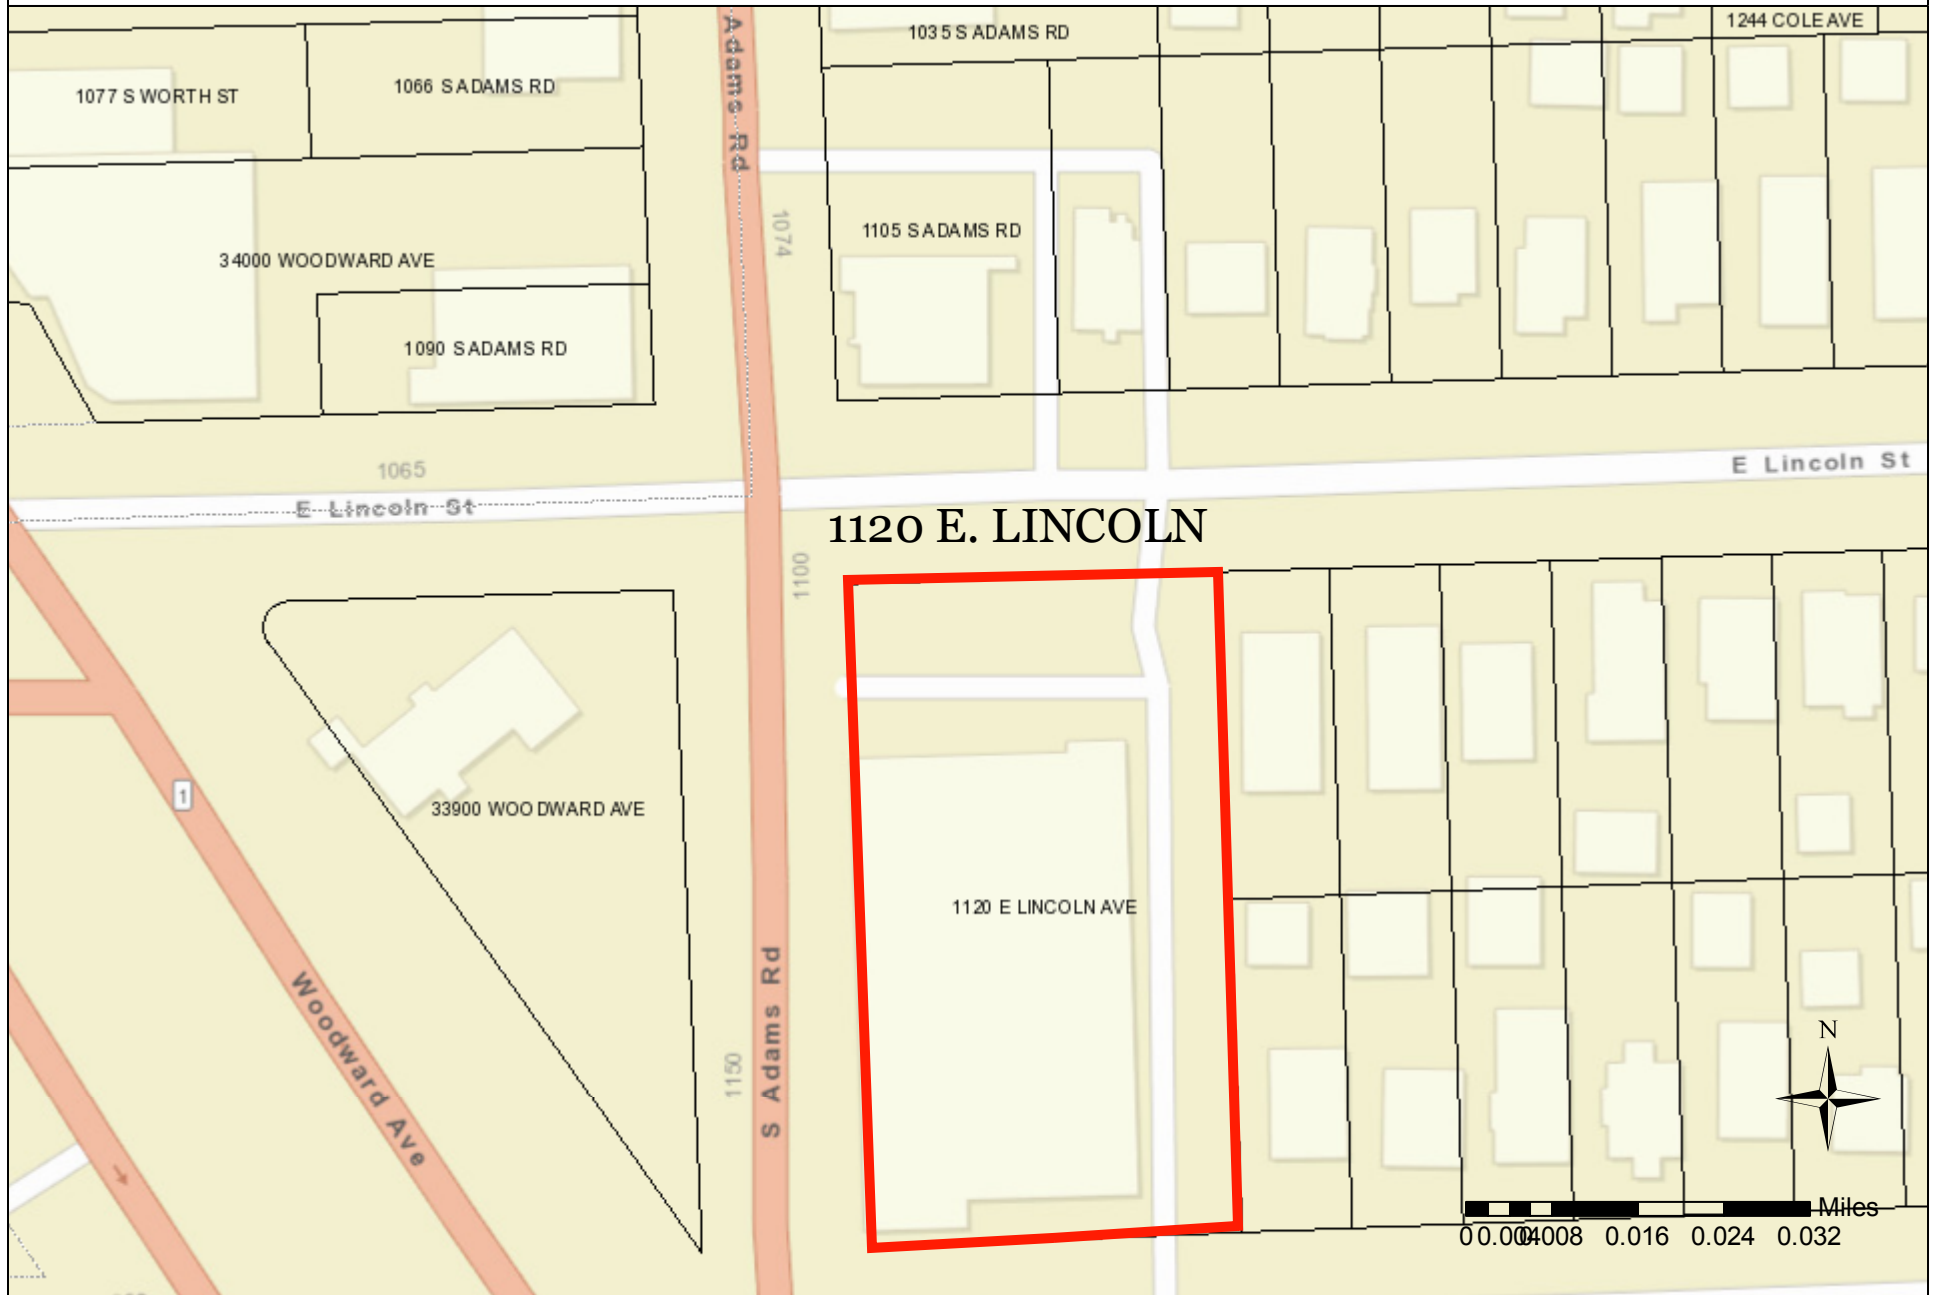 1244 COLE AVE
1035 S ADAMS RD
Adams Rd
1066 S ADAMS RD
1077 S WORTH ST
1074
1105 S ADAMS RD
34000 WOODWARD AVE
1090 S ADAMS RD
1065
E Lincoln St
E Lincoln St
1120 E. LINCOLN
1100
1
33900 WOODWARD AVE
1120 E LINCOLN AVE
S Adams Rd
Woodward Ave
1150
N
Miles
0 0.004 0.008 0.016 0.024 0.032